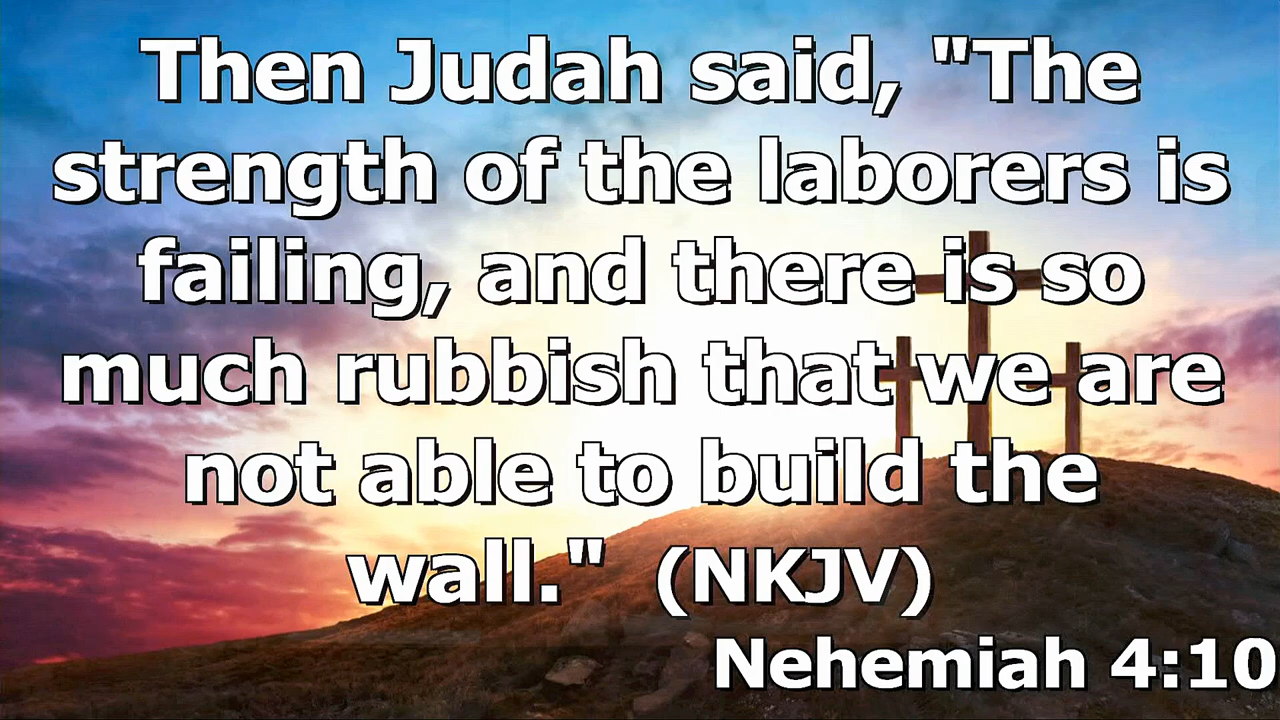 Then Judah said, "The
strength of the laborers is
failing, and there is so
much rubbish that we are
not able to build the
wall."  (NKJV)
Nehemiah 4:10